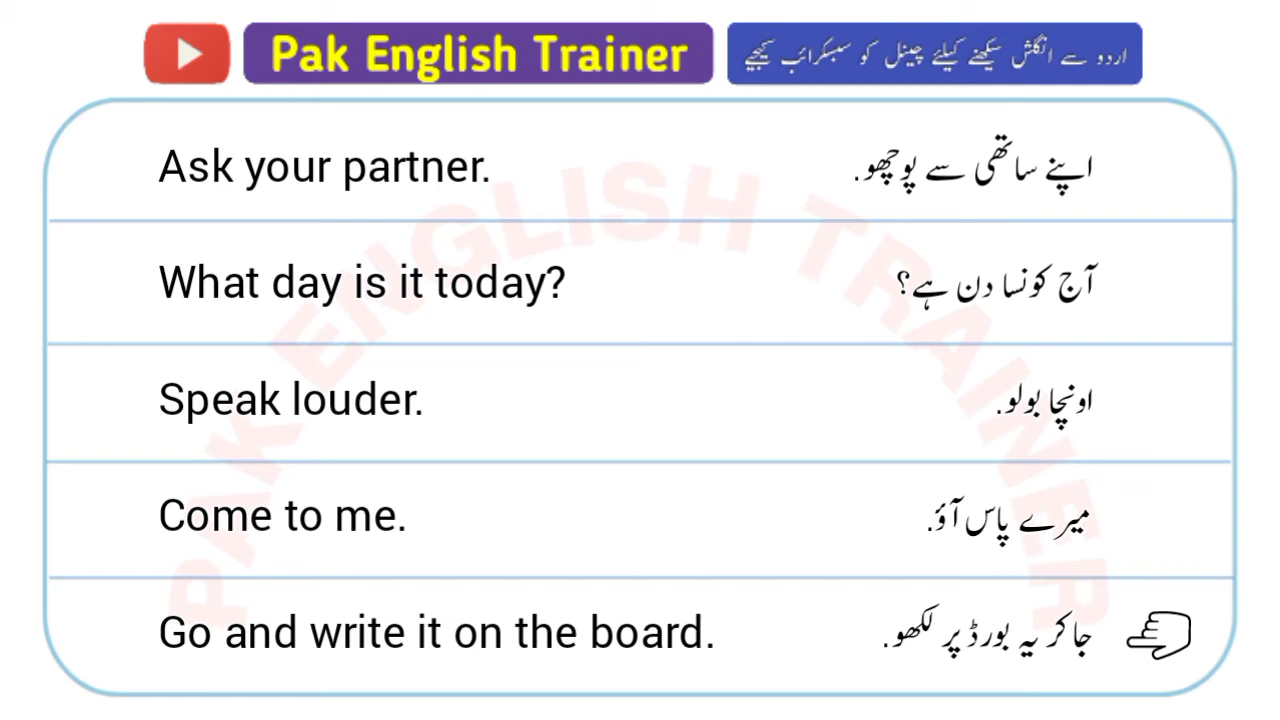 Pak English Trainer
اردو سے انگلش سیکھنے کیلئے چینل کو سبسکرائب کیجیے
Ask your partner. اپنے ساتھی سے پوچھو.
What day is it today? آج کونسا دن ہے؟
Speak louder. اونچا بولو.
Come to me. میرے پاس آؤ.
Go and write it on the board. جا کر یہ بورڈ پر لکھو.
PAK ENGLISH TRAINER